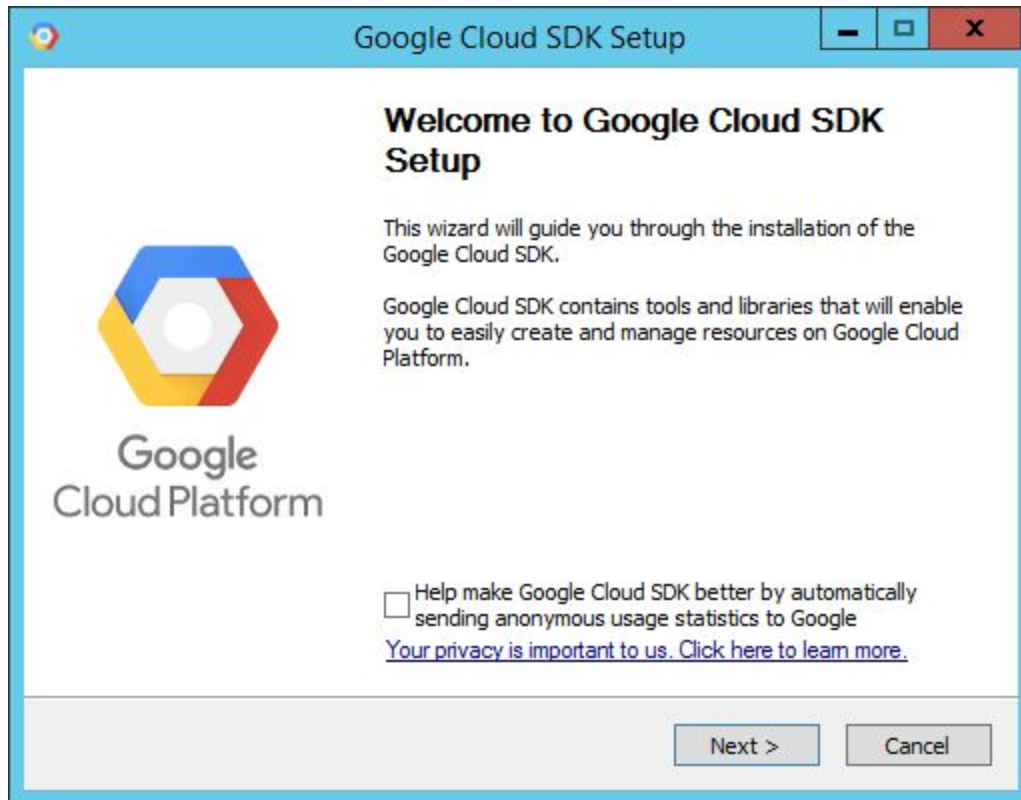 Google Cloud SDK Setup
X
Welcome to Google Cloud SDK
Setup
This wizard will guide you through the installation of the
Google Cloud SDK.
Google Cloud SDK contains tools and libraries that will enable
you to easily create and manage resources on Google Cloud
Platform.
Google
Cloud Platform
Help make Google Cloud SDK better by automatically
sending anonymous usage statistics to Google
Your privacy is important to us. Click here to learn more.
Next >
Cancel